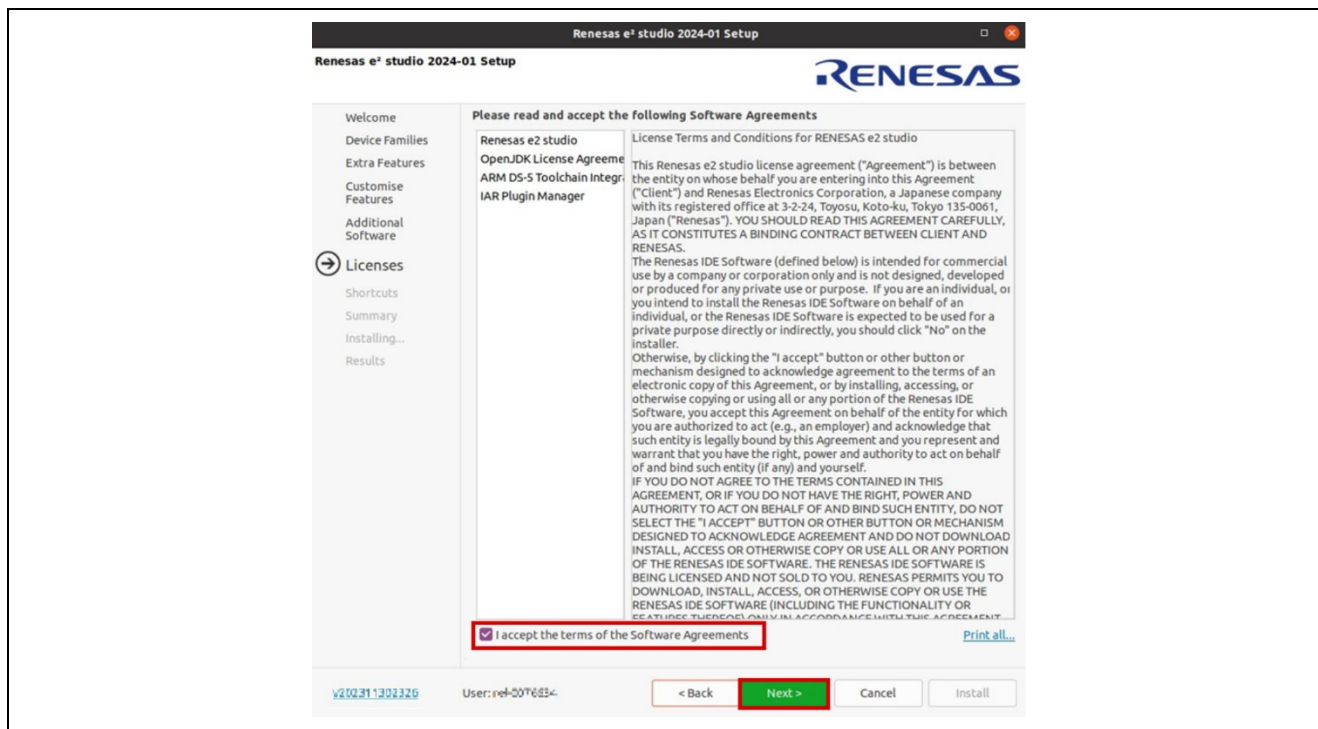 Renesas e² studio 2024-01 Setup
Renesas e² studio 2024-01 Setup
RENESAS
Welcome
Device Families
Extra Features
Customise
Features
Additional
Software
Licenses
Shortcuts
Summary
Installing...
Results
Please read and accept the following Software Agreements
Renesas e2 studio
OpenJDK License Agreeme
ARM DS-5 Toolchain Integr
IAR Plugin Manager
License Terms and Conditions for RENESAS e2 studio
This Renesas e2 studio license agreement ("Agreement") is between
the entity on whose behalf you are entering into this Agreement
("Client") and Renesas Electronics Corporation, a Japanese company
with its registered office at 3-2-24, Toyosu, Koto-ku, Tokyo 135-0061,
Japan ("Renesas"). YOU SHOULD READ THIS AGREEMENT CAREFULLY,
AS IT CONSTITUTES A BINDING CONTRACT BETWEEN CLIENT AND
RENESAS.
The Renesas IDE Software (defined below) is intended for commercial
use by a company or corporation only and is not designed, developed
or produced for any private use or purpose. If you are an individual, or
you intend to install the Renesas IDE Software on behalf of an
individual, or the Renesas IDE Software is expected to be used for a
private purpose directly or indirectly, you should click "No" on the
installer.
Otherwise, by clicking the "I accept" button or other button or
mechanism designed to acknowledge agreement to the terms of an
electronic copy of this Agreement, or by installing, accessing, or
otherwise copying or using all or any portion of the Renesas IDE
Software, you accept this Agreement on behalf of the entity for which
you are authorized to act (e.g., an employer) and acknowledge that
such entity is legally bound by this Agreement and you represent and
warrant that you have the right, power and authority to act on behalf
of and bind such entity (if any) and yourself.
IF YOU DO NOT AGREE TO THE TERMS CONTAINED IN THIS
AGREEMENT, OR IF YOU DO NOT HAVE THE RIGHT, POWER AND
AUTHORITY TO ACT ON BEHALF OF AND BIND SUCH ENTITY, DO NOT
SELECT THE "I ACCEPT" BUTTON OR OTHER BUTTON OR MECHANISM
DESIGNED TO ACKNOWLEDGE AGREEMENT AND DO NOT DOWNLOAD
INSTALL, ACCESS OR OTHERWISE COPY OR USE ALL OR ANY PORTION
OF THE RENESAS IDE SOFTWARE. THE RENESAS IDE SOFTWARE IS
BEING LICENSED AND NOT SOLD TO YOU. RENESAS PERMITS YOU TO
DOWNLOAD, INSTALL, ACCESS, OR OTHERWISE COPY OR USE THE
RENESAS IDE SOFTWARE (INCLUDING THE FUNCTIONALITY OR
FEATURES THEREOF) ONLY IN ACCORDANCE WITH THIS AGREEMENT
I accept the terms of the Software Agreements
Print all...
v202311302326
User:
< Back
Next >
Cancel
Install